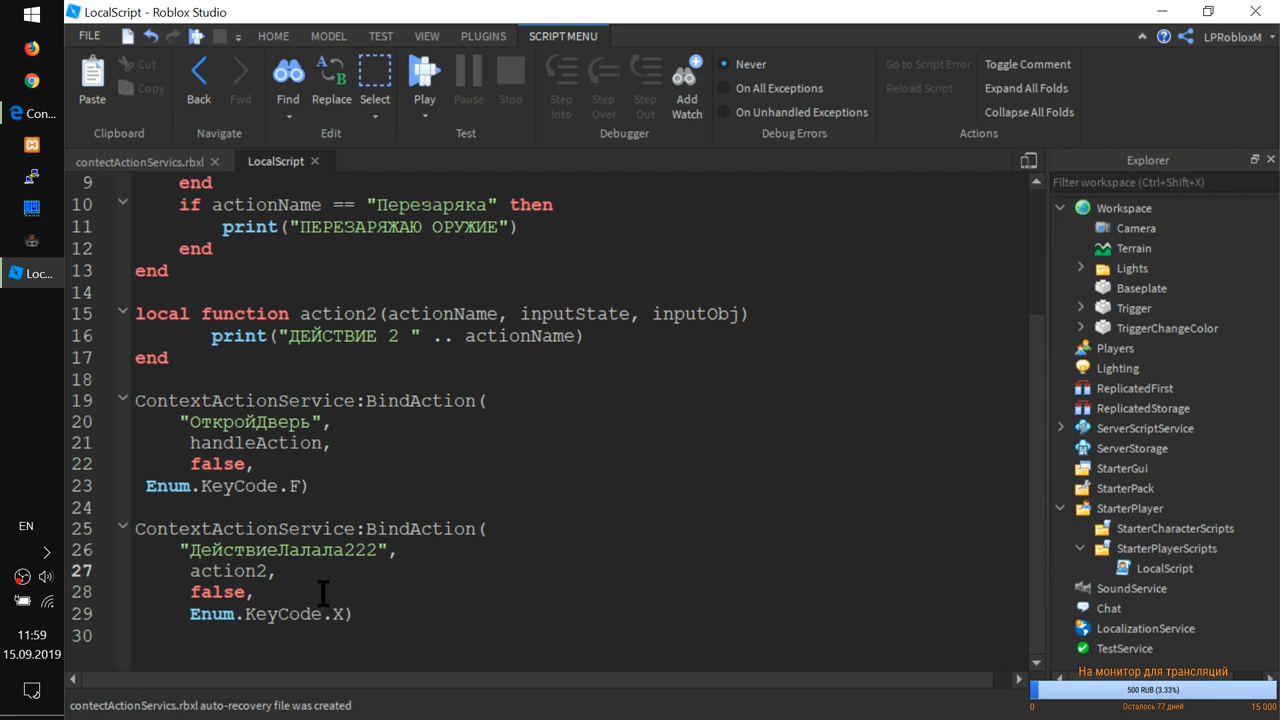 LocalScript - Roblox Studio
FILE HOME MODEL TEST VIEW PLUGINS SCRIPT MENU LPRobloxM
Paste Cut Copy Back Fwd Find Replace Select Play Pause Stop Step Into Step Over Step Out Add Watch
Never
On All Exceptions
On Unhandled Exceptions
Go to Script Error
Reload Script
Toggle Comment
Expand All Folds
Collapse All Folds
Clipboard Navigate Edit Test Debugger Debug Errors Actions
contectActionServics.rbxl LocalScript
9 end
10 if actionName == "Перезаряка" then
11 print("ПЕРЕЗАРЯЖАЮ ОРУЖИЕ")
12 end
13 end
14
15 local function action2(actionName, inputState, inputObj)
16 print("ДЕЙСТВИЕ 2 " .. actionName)
17 end
18
19 ContextActionService:BindAction(
20 "ОткройДверь",
21 handleAction,
22 false,
23 Enum.KeyCode.F)
24
25 ContextActionService:BindAction(
26 "ДействиеЛалала222",
27 action2,
28 false,
29 Enum.KeyCode.X)
30
Explorer
Filter workspace (Ctrl+Shift+X)
Workspace
Camera
Terrain
Lights
Baseplate
Trigger
TriggerChangeColor
Players
Lighting
ReplicatedFirst
ReplicatedStorage
ServerScriptService
ServerStorage
StarterGui
StarterPack
StarterPlayer
StarterCharacterScripts
StarterPlayerScripts
LocalScript
SoundService
Chat
LocalizationService
TestService
На монитор для трансляций
500 RUB (3.33%)
0 Осталось 77 дней 15 000
contectActionServics.rbxl auto-recovery file was created
Con...
Loc...
EN
11:59
15.09.2019